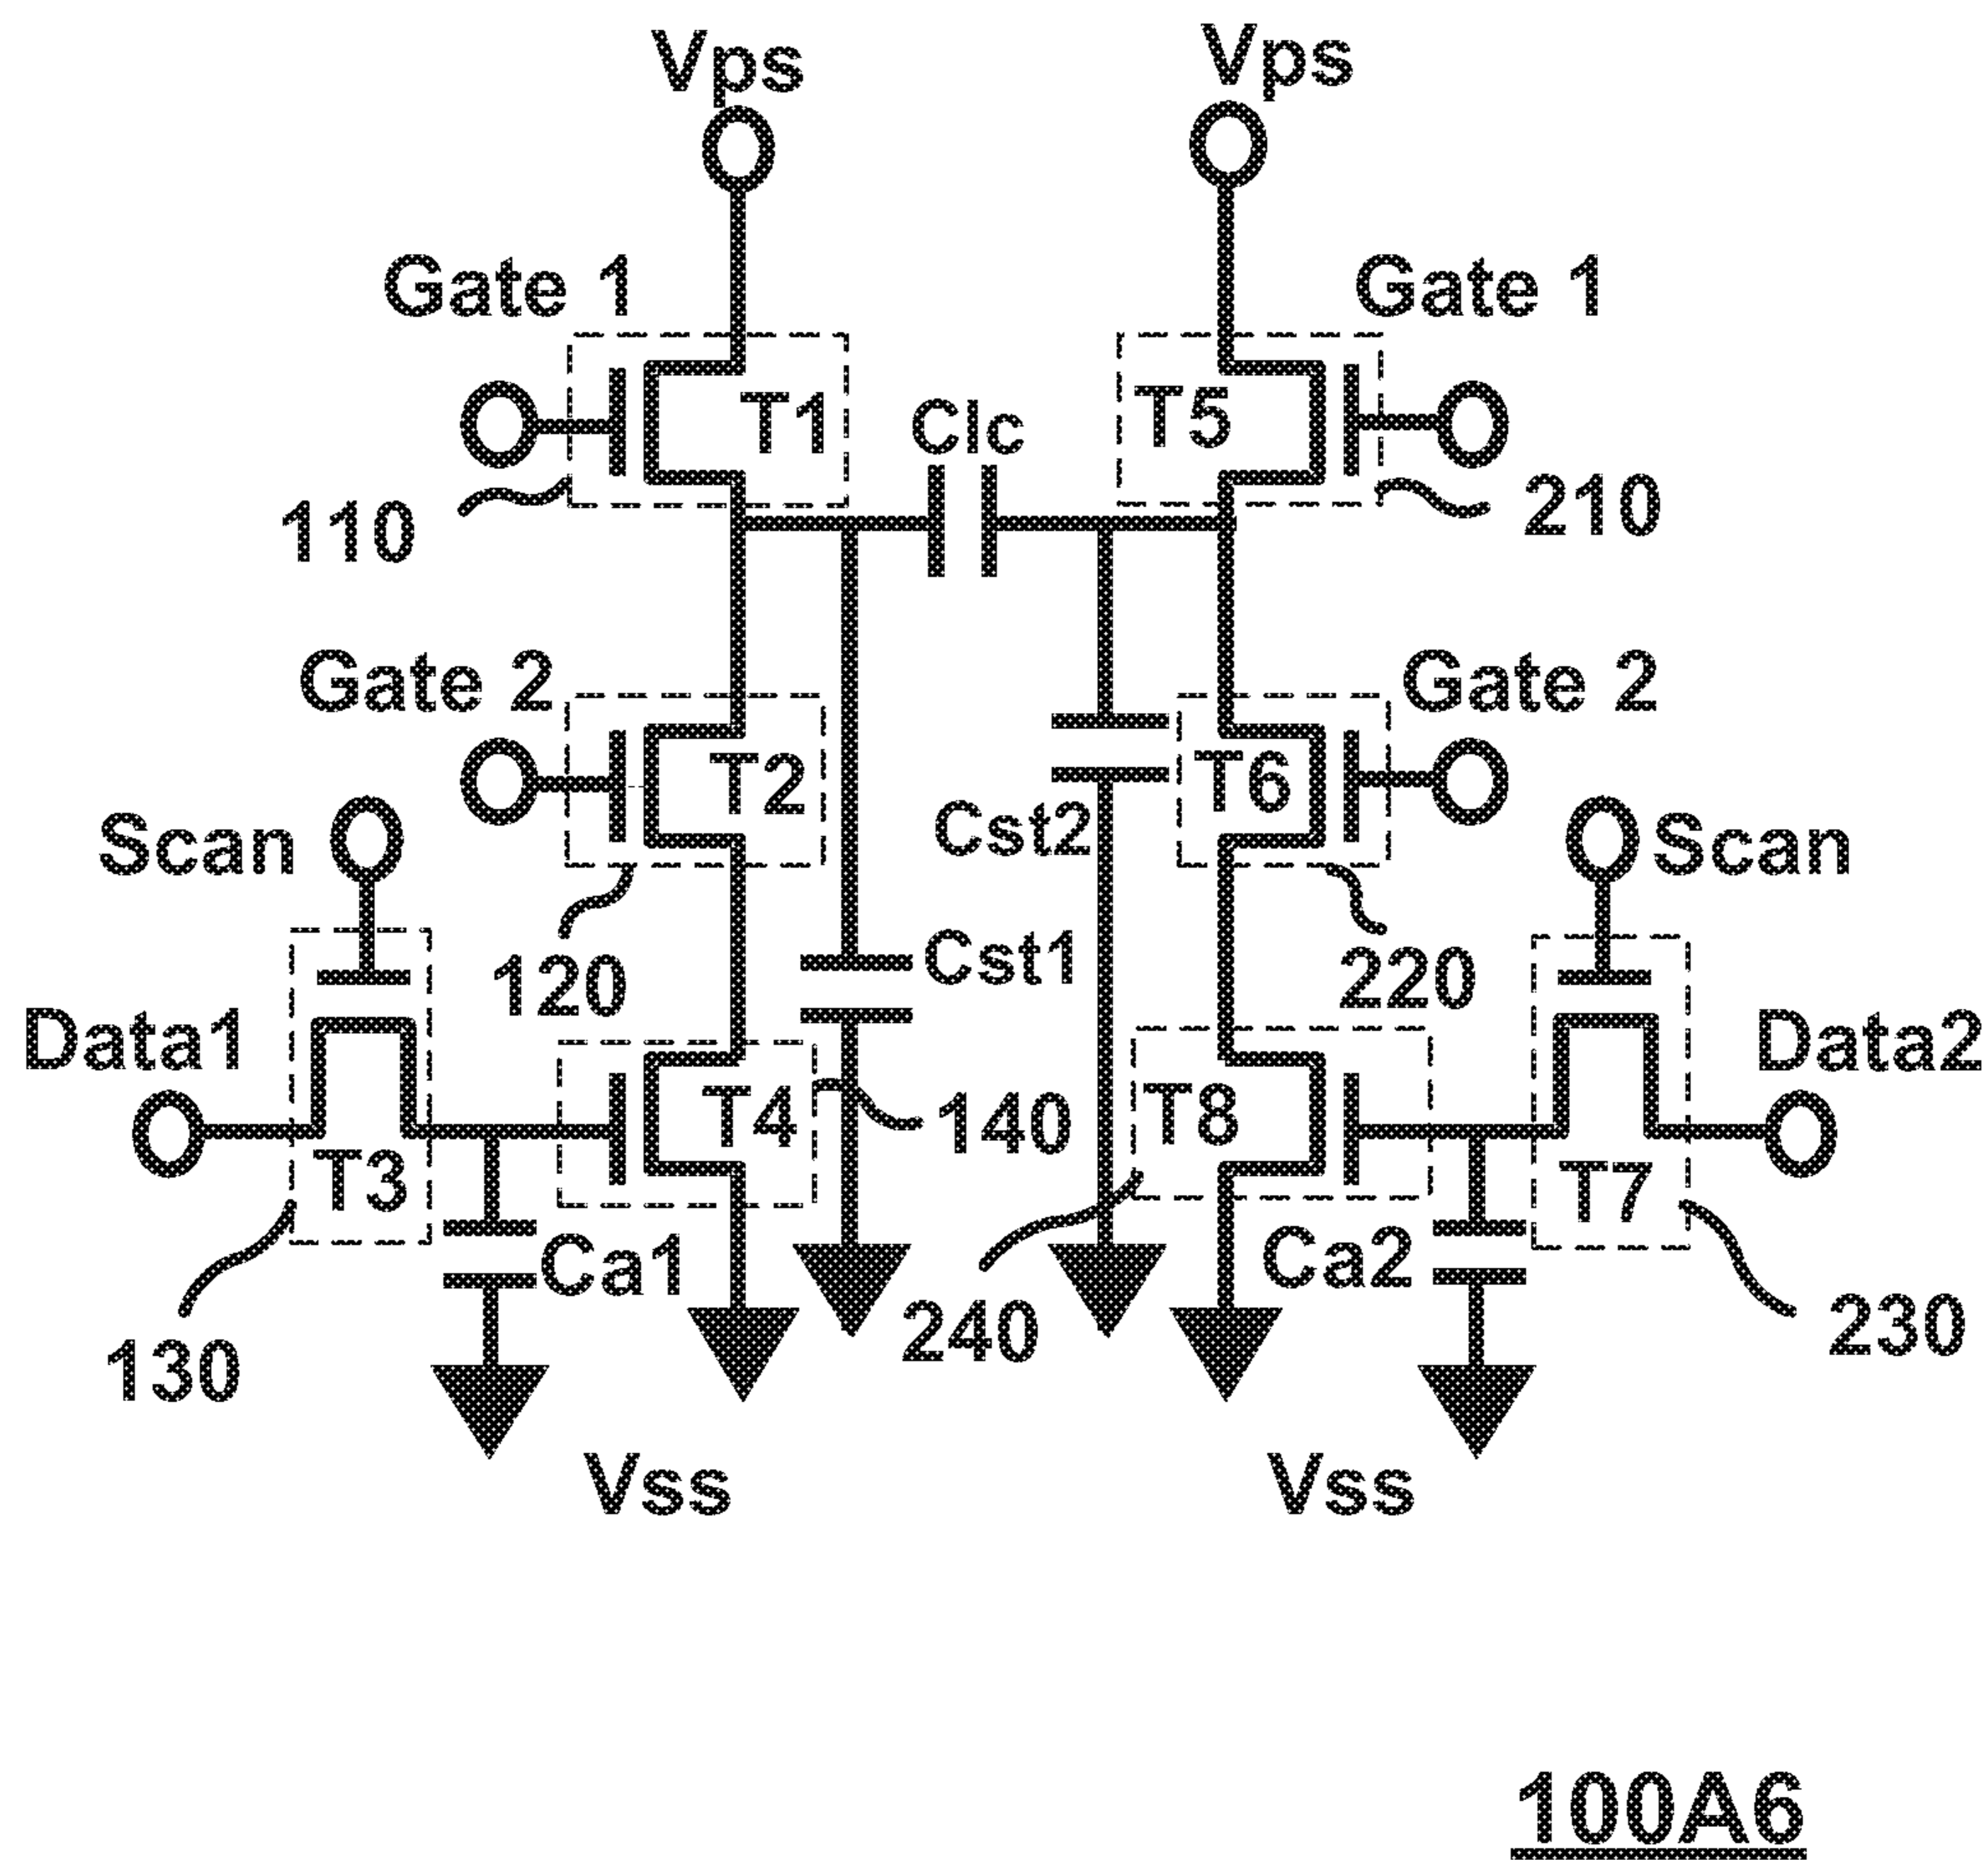 Vps Vps
Gate 1 Gate 1
T1 Clc T5
110 210
Gate 2 Gate 2
T2 T6
Scan Cst2 Scan
120 Cst1 220
Data1 Data2
T4 140 T8
T3 T7
Ca1 Ca2
130 240 230
Vss Vss
100A6